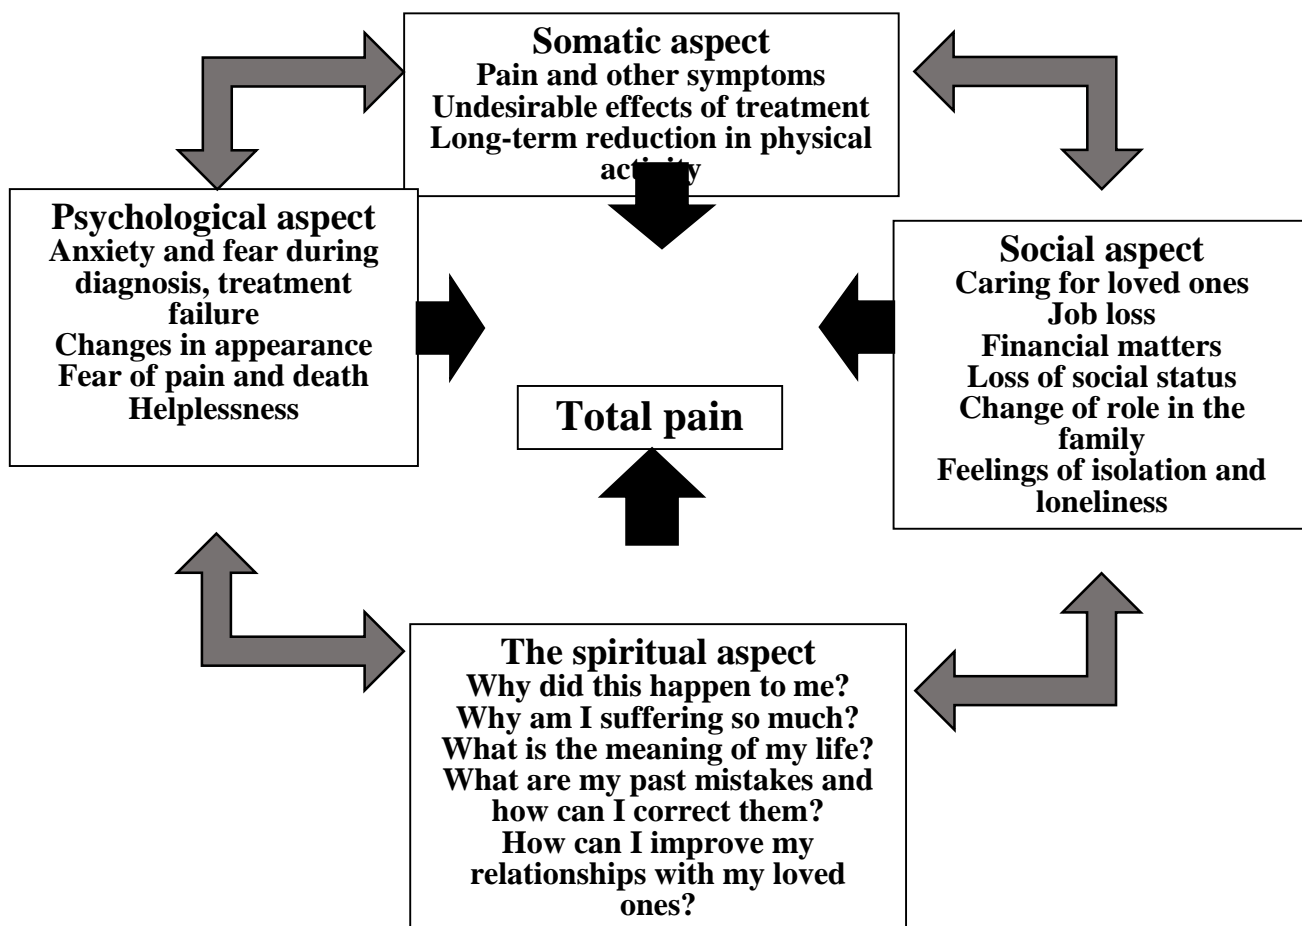 Somatic aspect
Pain and other symptoms
Undesirable effects of treatment
Long-term reduction in physical
activity
Psychological aspect
Anxiety and fear during
diagnosis, treatment
failure
Changes in appearance
Fear of pain and death
Helplessness
Social aspect
Caring for loved ones
Job loss
Financial matters
Loss of social status
Change of role in the
family
Feelings of isolation and
loneliness
Total pain
The spiritual aspect
Why did this happen to me?
Why am I suffering so much?
What is the meaning of my life?
What are my past mistakes and
how can I correct them?
How can I improve my
relationships with my loved
ones?